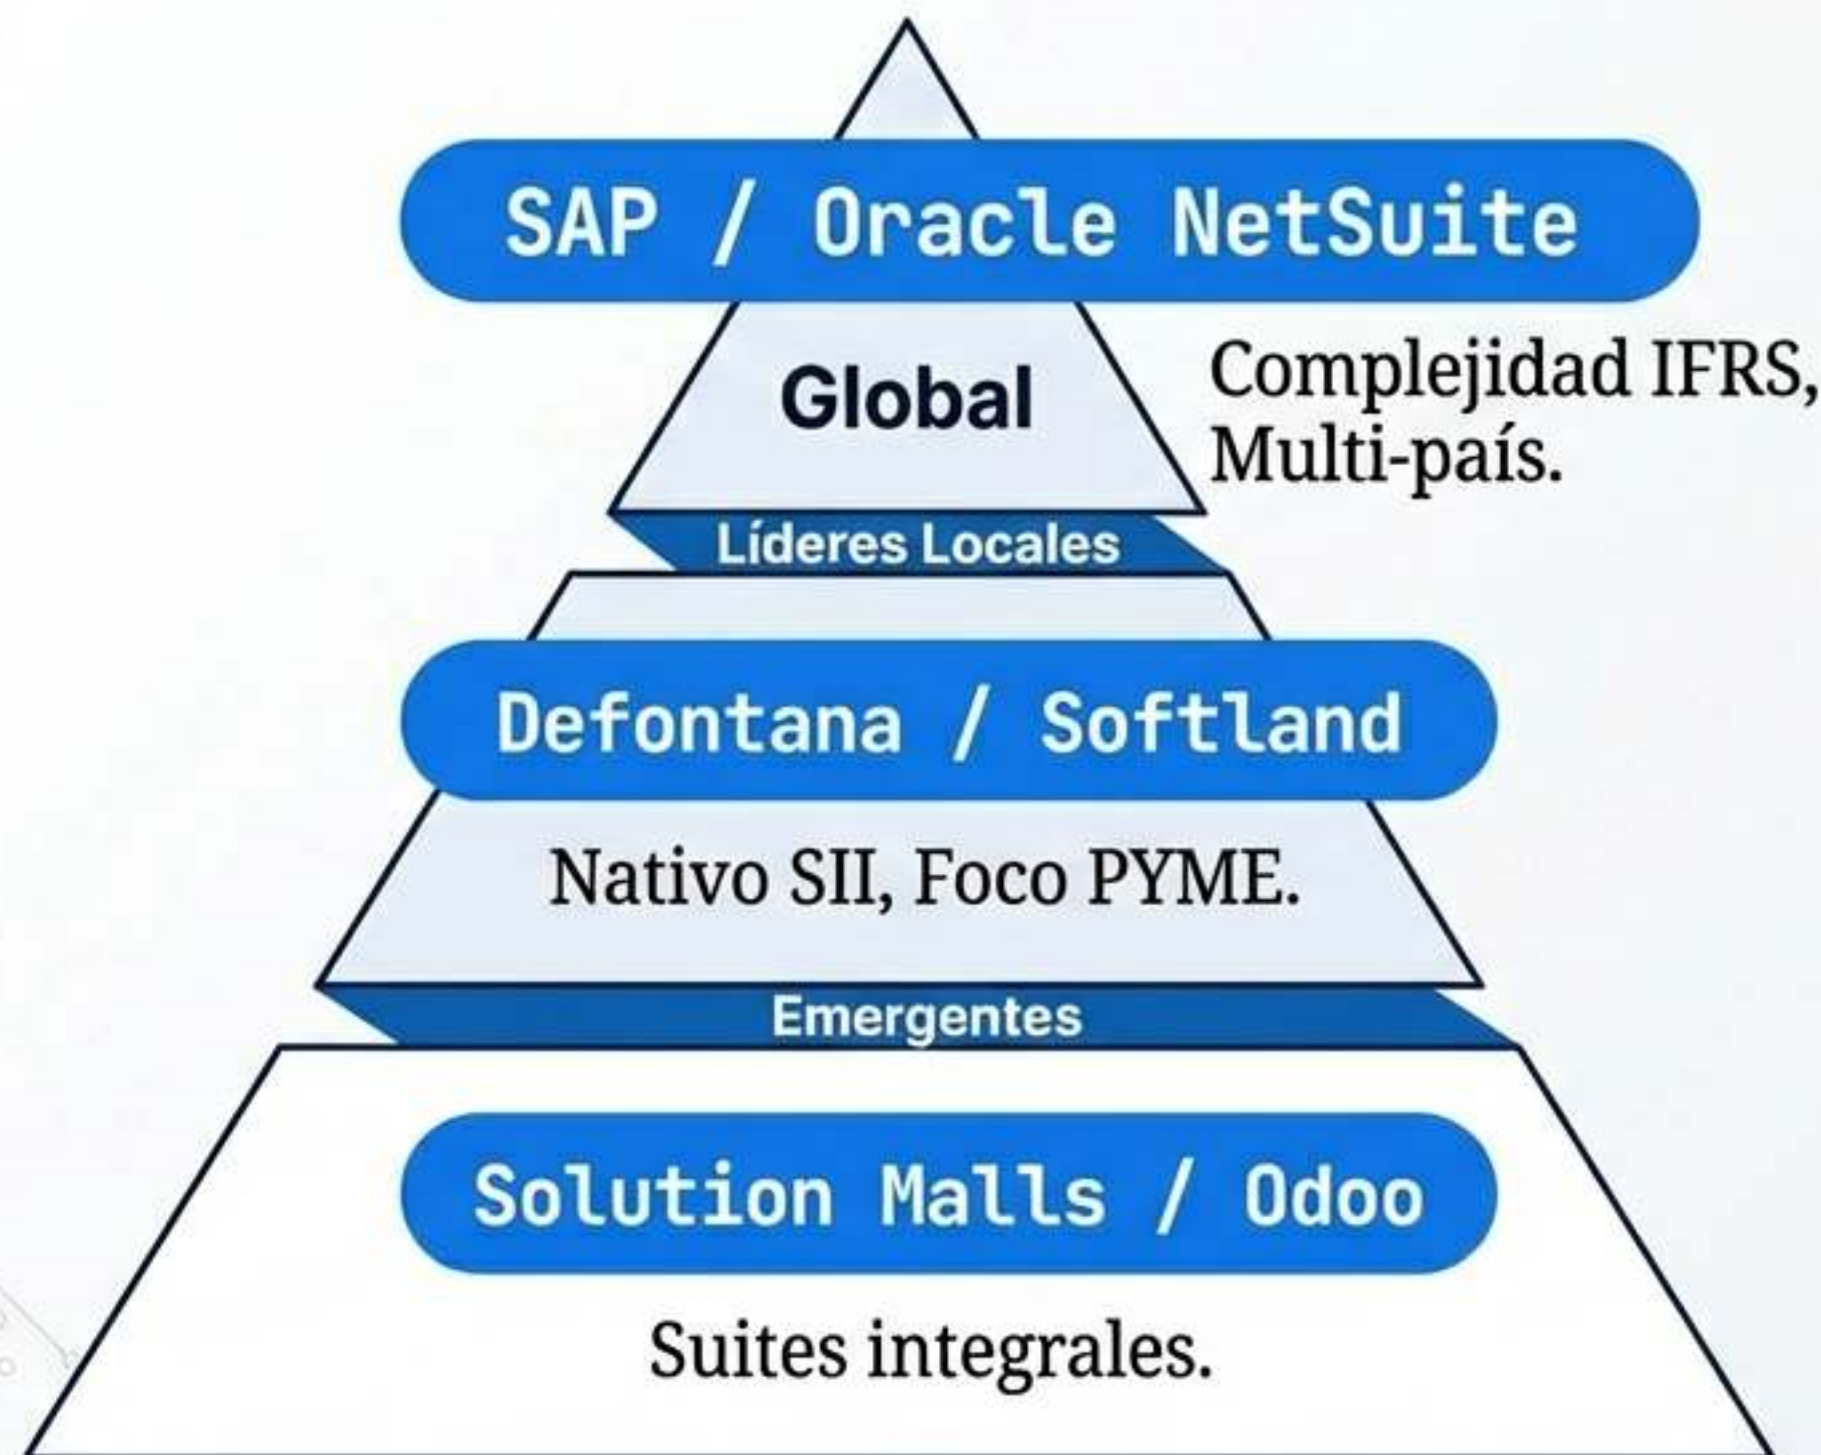 SAP / Oracle NetSuite
Global
Complejidad IFRS,
Multi-país.
Líderes Locales
Defontana / Softland
Nativo SII, Foco PYME.
Emergentes
Solution Malls / Odoo
Suites integrales.